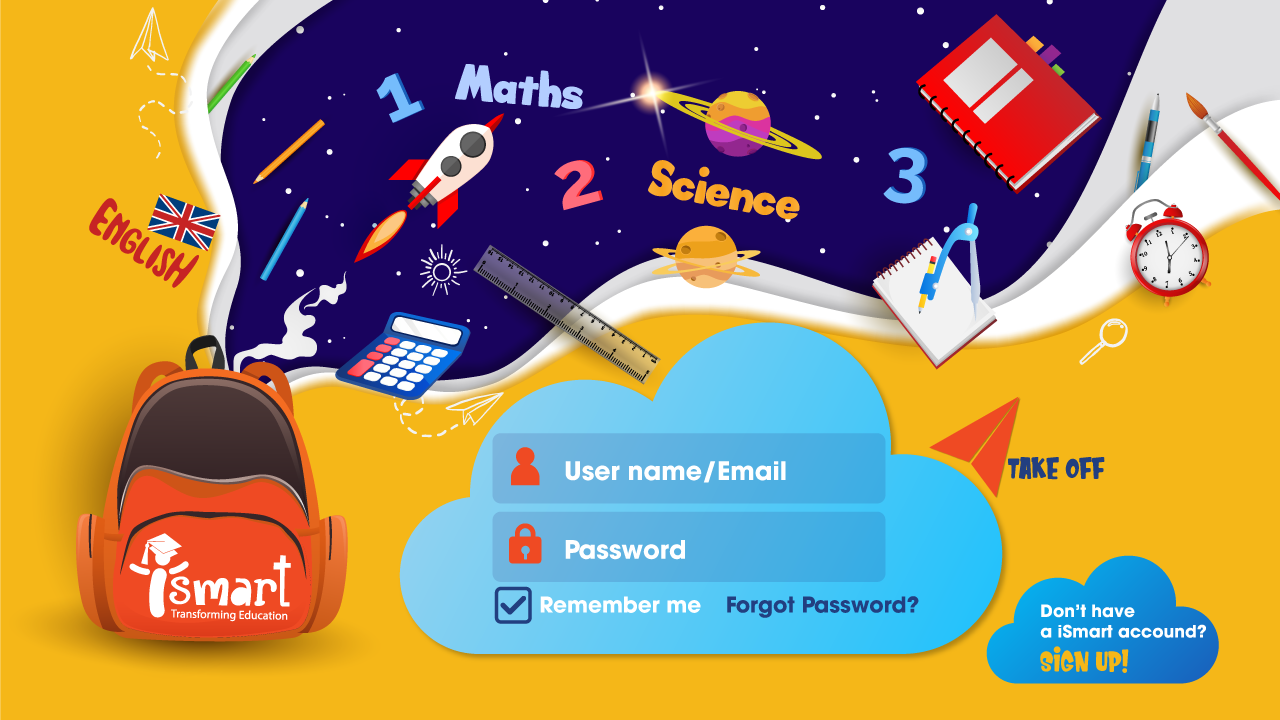 1
Maths
2
Science
3
ENGLISH
User name/Email
Password
Remember me
Forgot Password?
TAKE OFF
ismart
Transforming Education
Don't have
a iSmart accound?
SIGN UP!